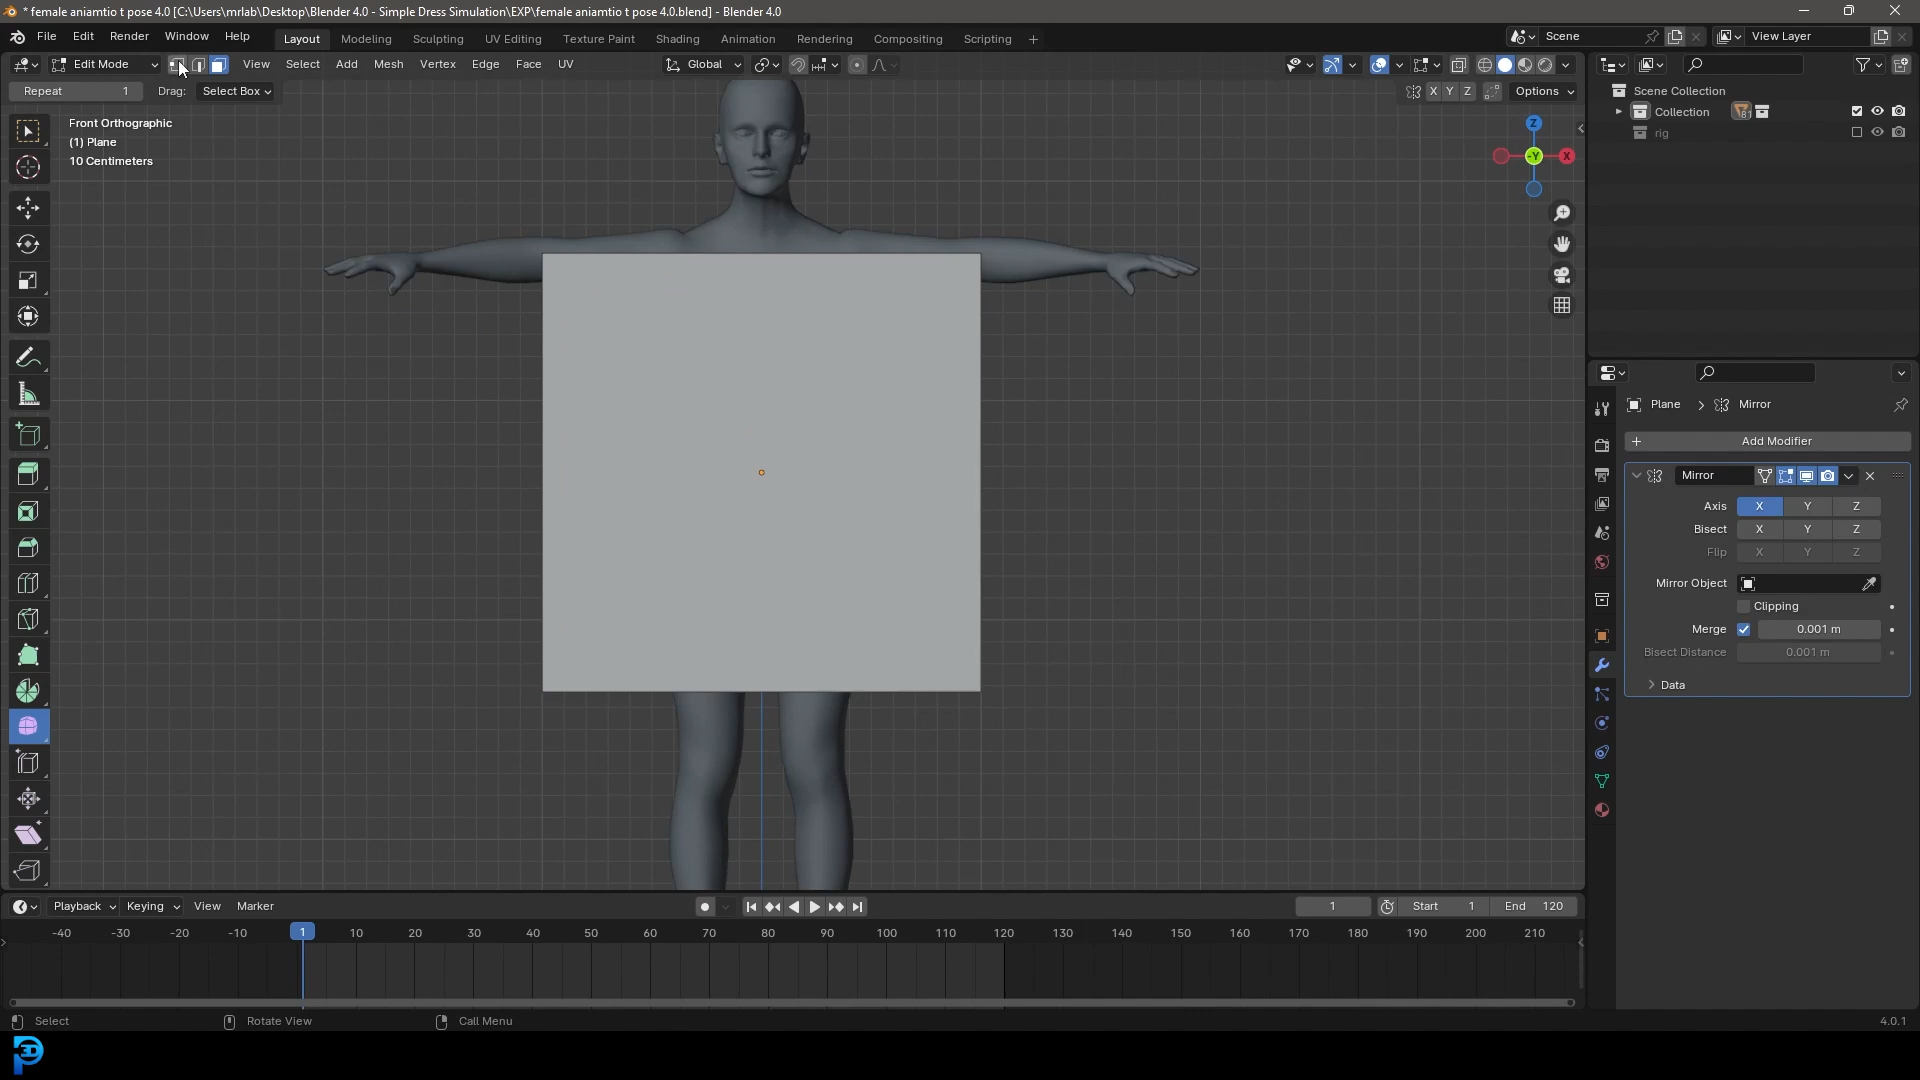 * female aniamtio t pose 4.0 [C:\Users\mrlab\Desktop\Blender 4.0 - Simple Dress Simulation\EXP\female aniamtio t pose 4.0.blend] - Blender 4.0
File Edit Render Window Help Layout Modeling Sculpting UV Editing Texture Paint Shading Animation Rendering Compositing Scripting + Scene View Layer
Edit Mode View Select Add Mesh Vertex Edge Face UV Global
Repeat 1 Drag: Select Box X Y Z Options
Scene Collection
Collection 81
rig
Front Orthographic
(1) Plane
10 Centimeters
Z
-Y X
Plane > Mirror
+ Add Modifier
Mirror
Axis X Y Z
Bisect X Y Z
Flip X Y Z
Mirror Object
Clipping
Merge 0.001 m
Bisect Distance 0.001 m
Data
Playback Keying View Marker 1 Start 1 End 120
-40 -30 -20 -10 1 10 20 30 40 50 60 70 80 90 100 110 120 130 140 150 160 170 180 190 200 210
Select Rotate View Call Menu 4.0.1
3D